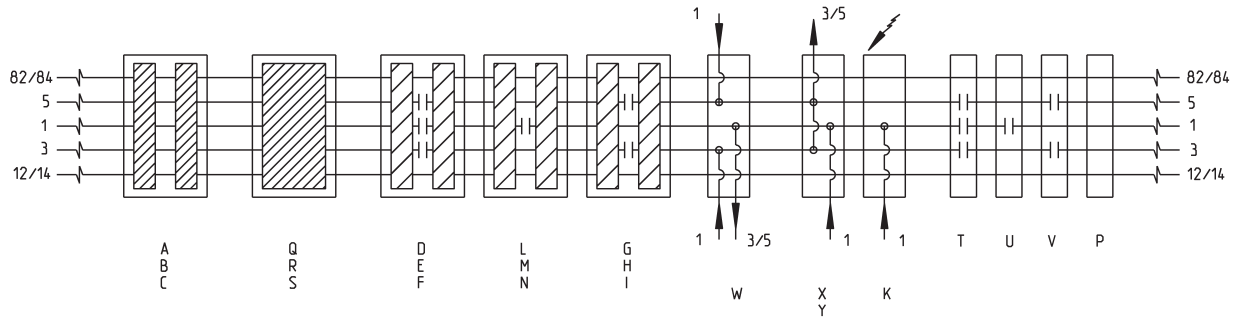 1 3/5
82/84 82/84
5 5
1 1
3 3
12/14 12/14
1 3/5 1 1 T U V P
A Q D L G
B R E M H
C S F N I
W X K
Y